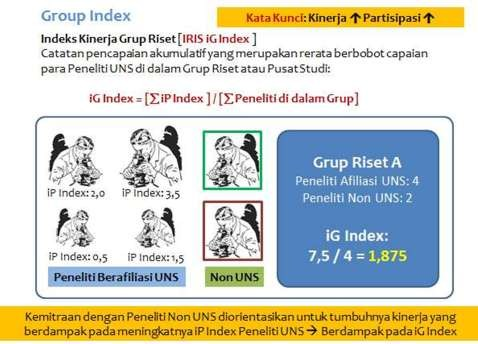 Group Index
Kata Kunci: Kinerja ↑ Partisipasi ↑
Indeks Kinerja Grup Riset [IRIS iG Index ]
Catatan pencapaian akumulatif yang merupakan rerata berbobot capaian
para Peneliti UNS di dalam Grup Riset atau Pusat Studi:
iG Index = [∑iP Index ] / [∑Peneliti di dalam Grup]
iP Index: 2,0
iP Index: 3,5
iP Index: 0,5
iP Index: 1,5
Peneliti Berafiliasi UNS
Non UNS
Grup Riset A
Peneliti Afiliasi UNS: 4
Peneliti Non UNS: 2
iG Index:
7,5 / 4 = 1,875
Kemitraan dengan Peneliti Non UNS diorientasikan untuk tumbuhnya kinerja yang
berdampak pada meningkatnya iP Index Peneliti UNS → Berdampak pada iG Index